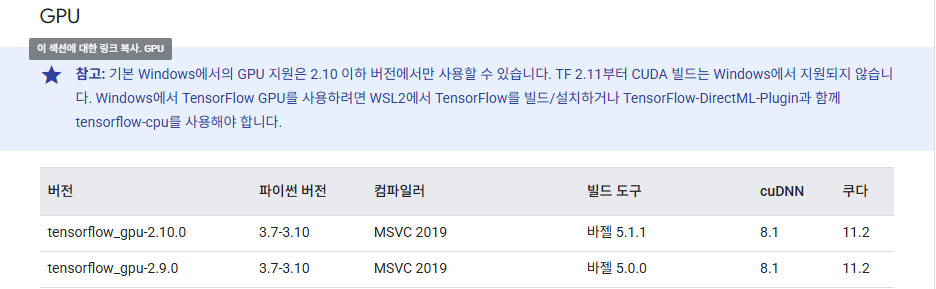 GPU
이 섹션에 대한 링크 복사. GPU
참고: 기본 Windows에서의 GPU 지원은 2.10 이하 버전에서만 사용할 수 있습니다. TF 2.11부터 CUDA 빌드는 Windows에서 지원되지 않습니
다. Windows에서 TensorFlow GPU를 사용하려면 WSL2에서 TensorFlow를 빌드/설치하거나 TensorFlow-DirectML-Plugin과 함께
tensorflow-cpu를 사용해야 합니다.
버전 파이썬 버전 컴파일러 빌드 도구 cuDNN 쿠다
tensorflow_gpu-2.10.0 3.7-3.10 MSVC 2019 바젤 5.1.1 8.1 11.2
tensorflow_gpu-2.9.0 3.7-3.10 MSVC 2019 바젤 5.0.0 8.1 11.2